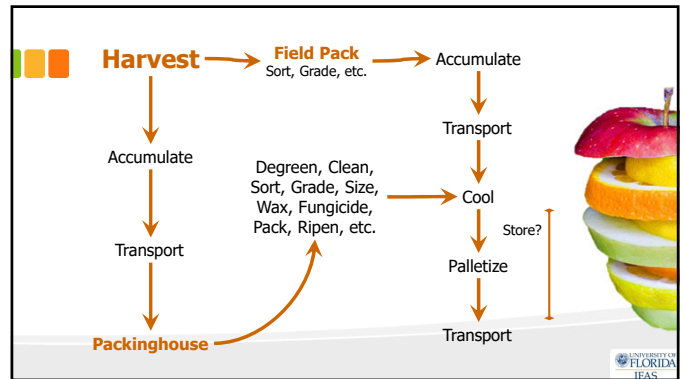 Harvest
Field Pack
Sort, Grade, etc.
Accumulate
Transport
Accumulate
Degreen, Clean,
Sort, Grade, Size,
Wax, Fungicide,
Pack, Ripen, etc.
Cool
Store?
Transport
Palletize
Packinghouse
Transport
UNIVERSITY OF
FLORIDA
IFAS